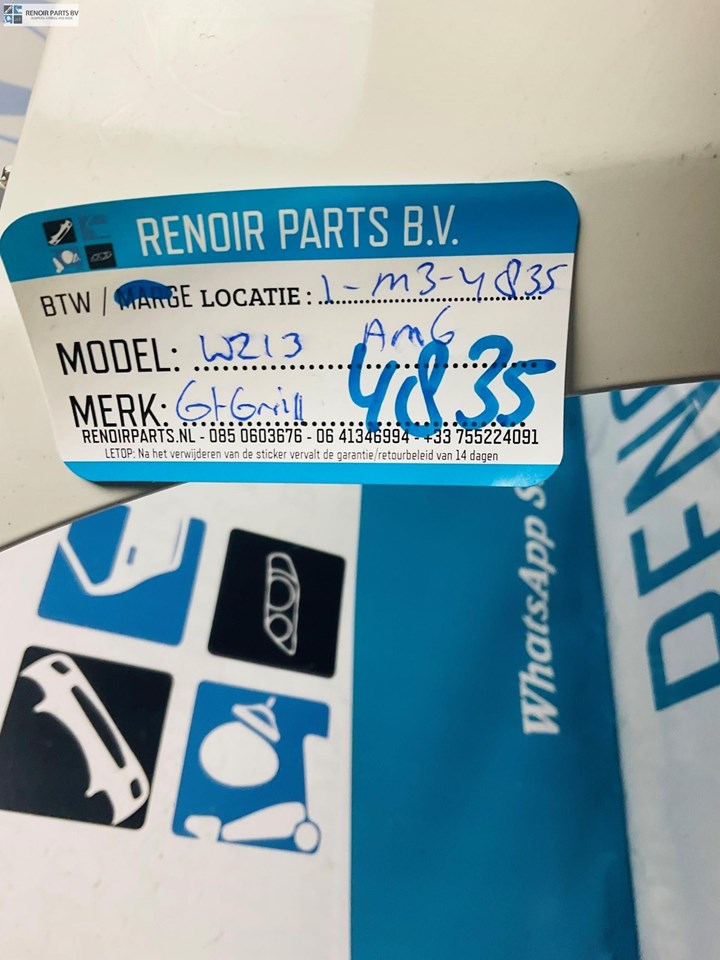 RENOIR PARTS BV
RENOIR PARTS B.V.
BTW / MARGE LOCATIE: 1-m3-4835
MODEL: W213 AMG
MERK: Gt Grill 4835
RENOIRPARTS.NL - 085 0603676 - 06 41346994 - +33 755224091
LETOP: Na het verwijderen van de sticker vervalt de garantie/retourbeleid van 14 dagen
WhatsApp S